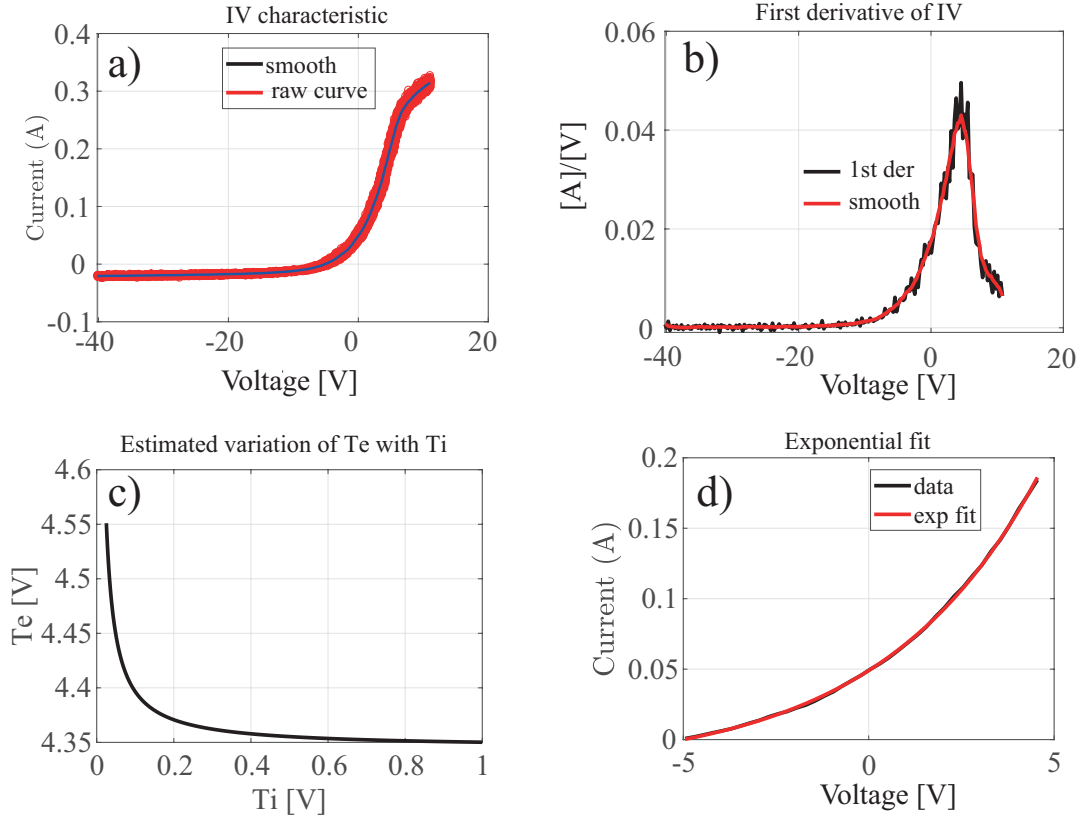 IV characteristic
a)
smooth
raw curve
Current (A)
0.4
0.3
0.2
0.1
0
-0.1
-40
-20
0
20
Voltage [V]
First derivative of IV
b)
1st der
smooth
[A]/[V]
0.06
0.04
0.02
0
-40
-20
0
20
Voltage [V]
Estimated variation of Te with Ti
c)
Te [V]
4.6
4.55
4.5
4.45
4.4
4.35
0
0.2
0.4
0.6
0.8
1
Ti [V]
Exponential fit
d)
data
exp fit
Current (A)
0.2
0.15
0.1
0.05
0
-5
0
5
Voltage [V]